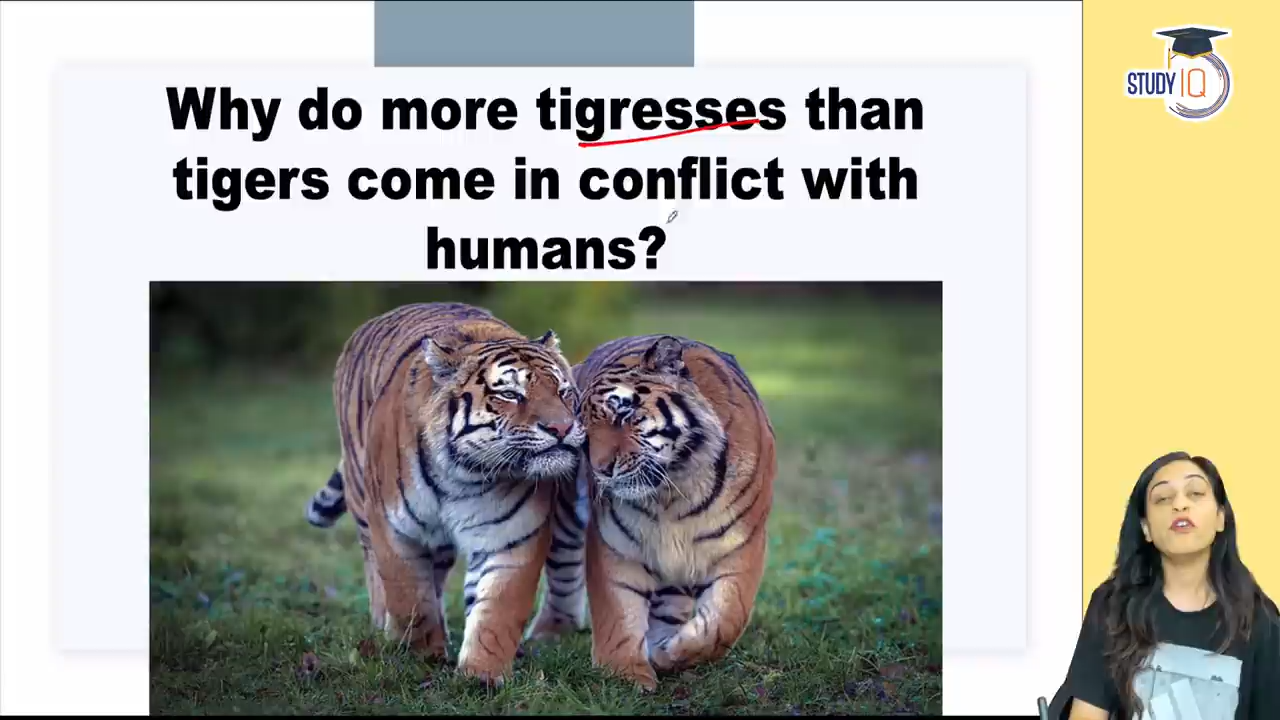 Why do more tigresses than
tigers come in conflict with
humans?
STUDY IQ